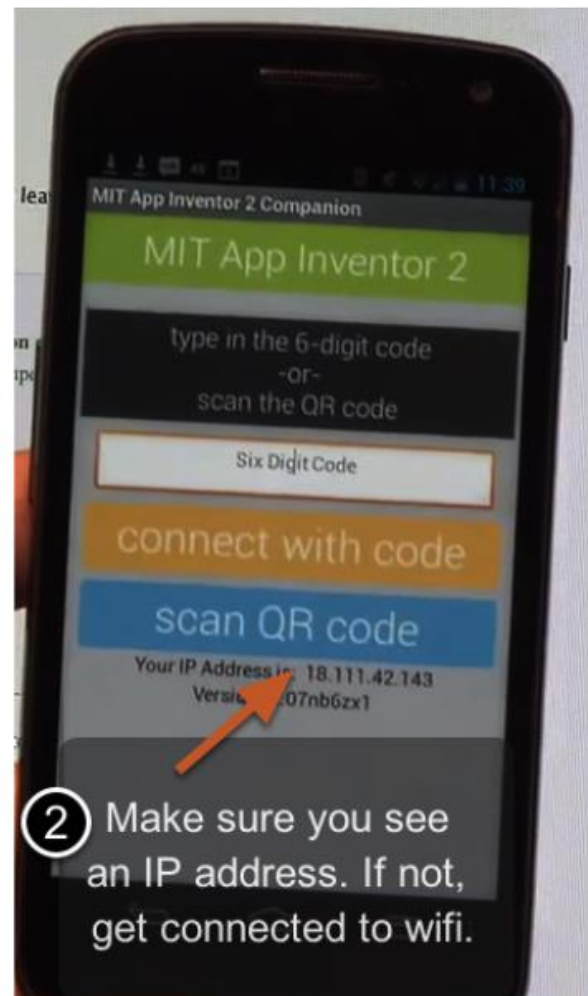 lea
11:39
MIT App Inventor 2 Companion
MIT App Inventor 2
type in the 6-digit code
-or-
scan the QR code
Six Digit Code
connect with code
scan QR code
Your IP Address is: 18.111.42.143
07nb6zx1
2 Make sure you see
an IP address. If not,
get connected to wifi.